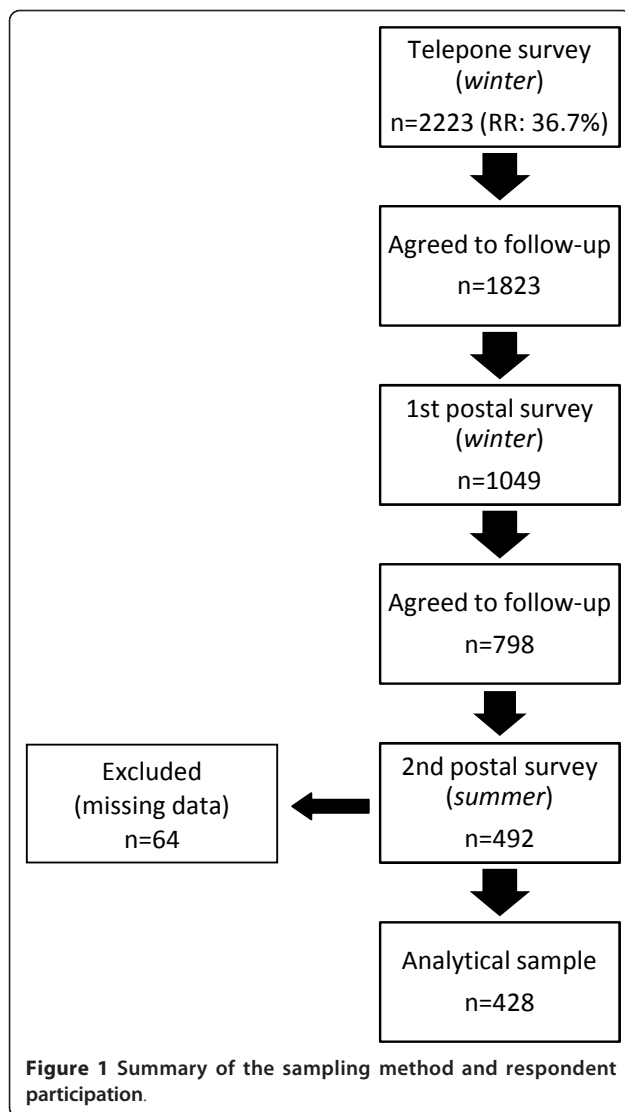 Telepone survey
(winter)
n=2223 (RR: 36.7%)
Agreed to follow-up
n=1823
1st postal survey
(winter)
n=1049
Agreed to follow-up
n=798
Excluded
(missing data)
n=64
2nd postal survey
(summer)
n=492
Analytical sample
n=428
Figure 1 Summary of the sampling method and respondent
participation.